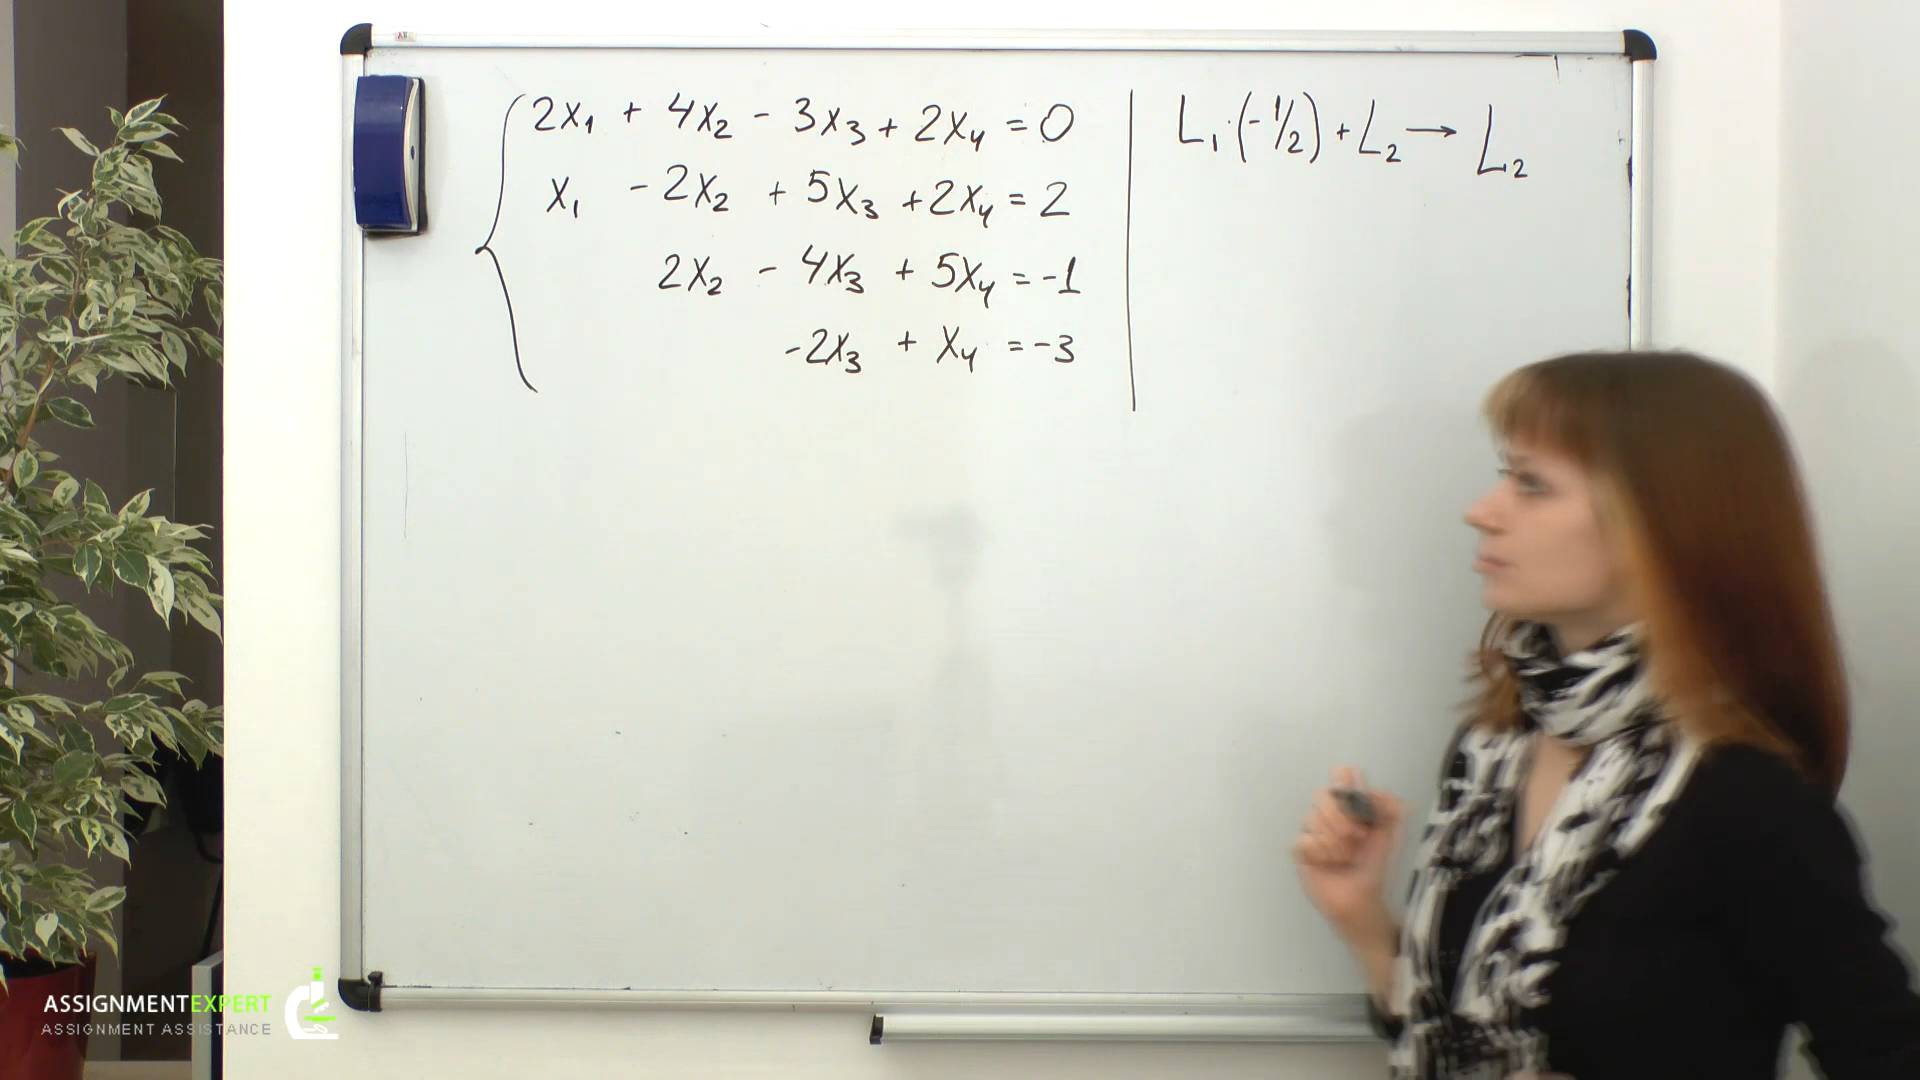 2x₁ + 4x₂ - 3x₃ + 2x₄ = 0
x₁ - 2x₂ + 5x₃ + 2x₄ = 2
2x₂ - 4x₃ + 5x₄ = -1
-2x₃ + x₄ = -3
L₁·(-1/2) + L₂ → L₂
ASSIGNMENTEXPERT
ASSIGNMENT ASSISTANCE